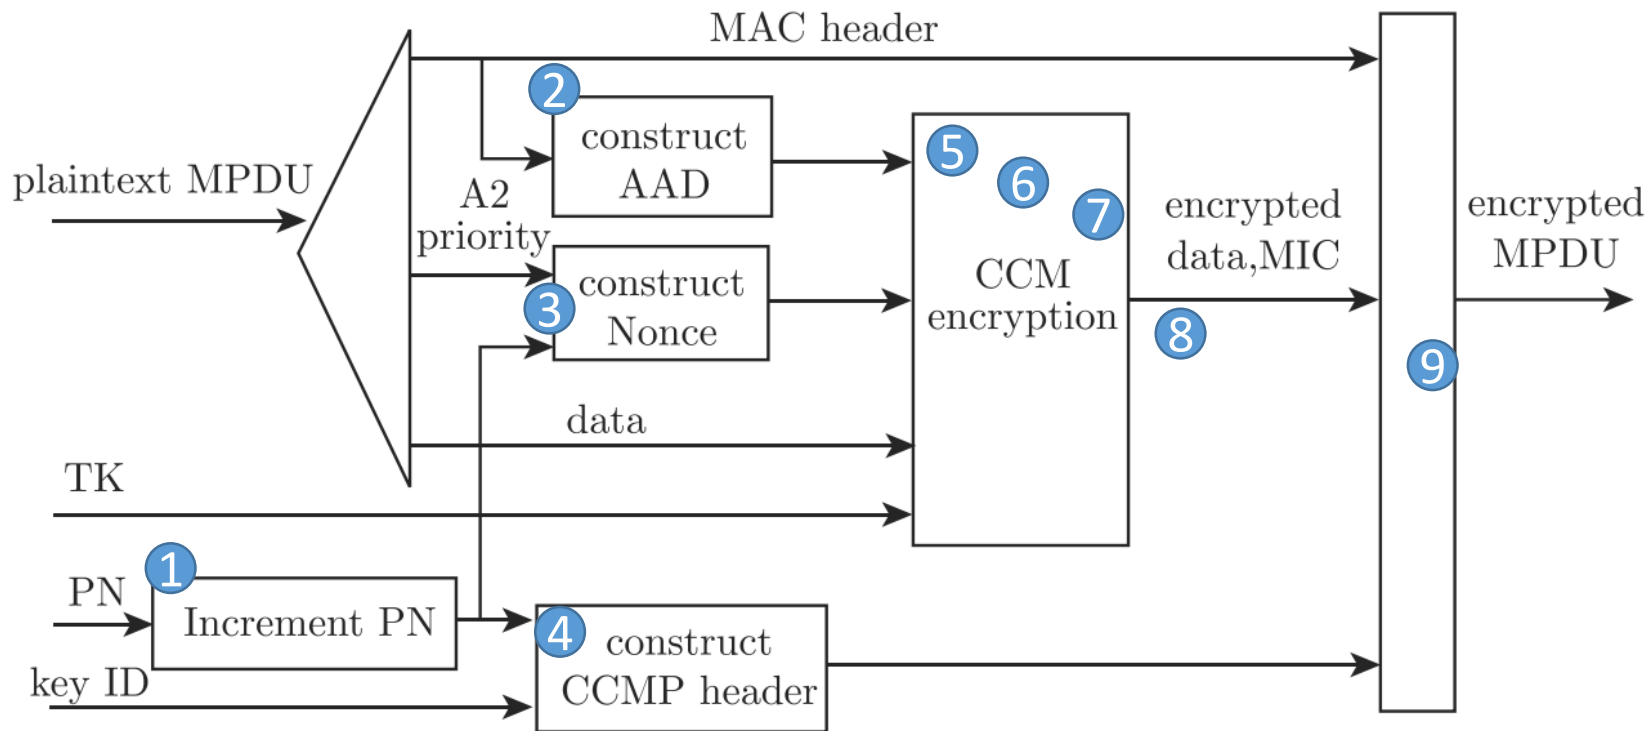 MAC header
2
construct
AAD
plaintext MPDU
A2
priority
construct
3
Nonce
5
6
7
CCM
encryption
encrypted
data,MIC
8
encrypted
MPDU
9
data
TK
1
PN
Increment PN
key ID
4
construct
CCMP header